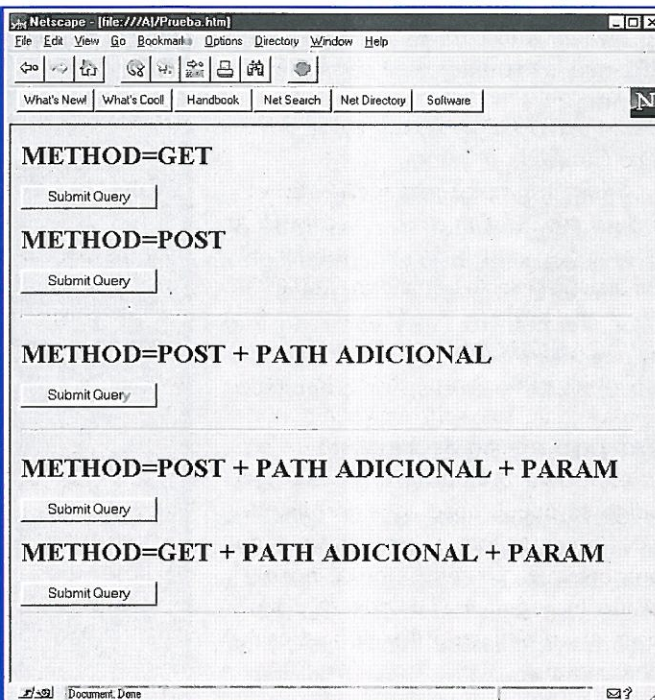 Netscape - [file:///A|/Prueba.htm]
File Edit View Go Bookmarks Options Directory Window Help
What's New! What's Cool! Handbook Net Search Net Directory Software
N
METHOD=GET
Submit Query
METHOD=POST
Submit Query
METHOD=POST + PATH ADICIONAL
Submit Query
METHOD=POST + PATH ADICIONAL + PARAM
Submit Query
METHOD=GET + PATH ADICIONAL + PARAM
Submit Query
Document: Done